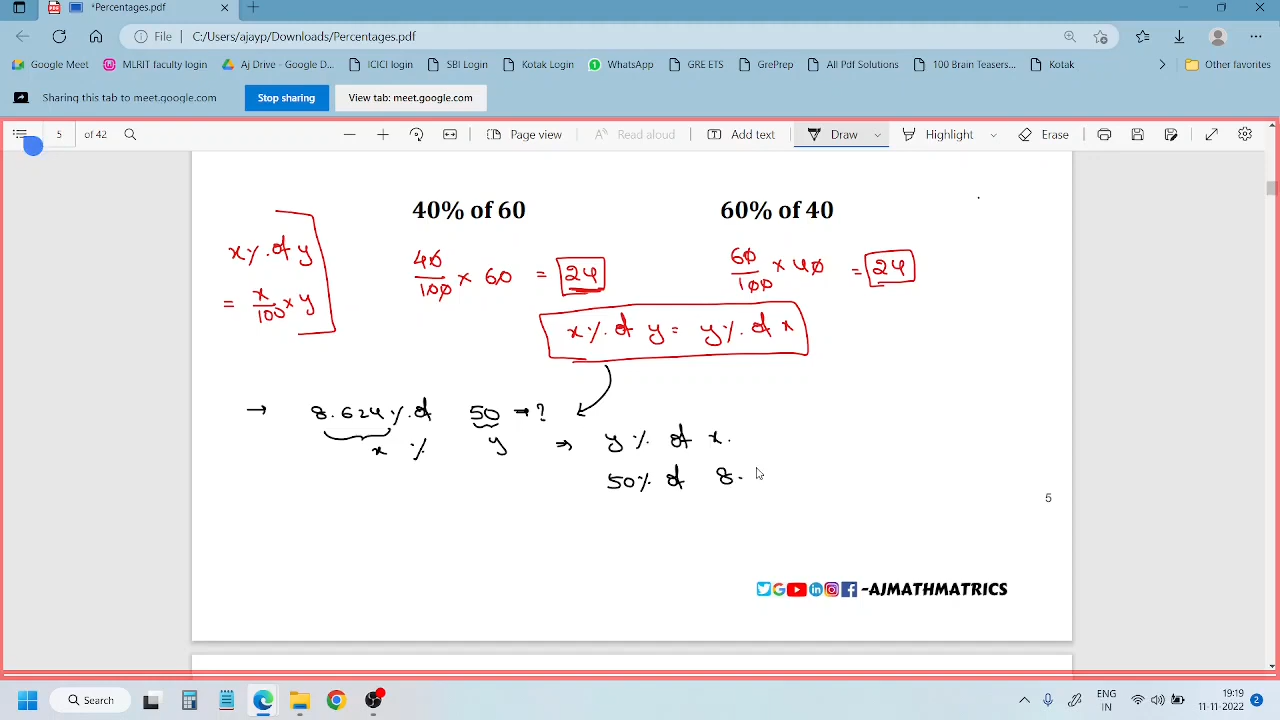 *Percentages.pdf
File C:/Users/ajayp/Downloads/Percentages.pdf
Google Meet MLRIT faculty login Aj Drive - Google D... ICICI login SBI Login Kotak Login WhatsApp GRE ETS GrePrep All Pdf Solutions 100 Brain Teasers... Kotak Other favorites
Sharing this tab to meet.google.com Stop sharing View tab: meet.google.com
5 of 42 Page view Read aloud Add text Draw Highlight Erase
40% of 60 60% of 40
x% of y
40/100 × 60 = 24
60/100 × 40 = 24
= x/100 × y
x% of y = y% of x
→ 8.624% of 50 → ?
x % y ⇒ y% of x.
50% of 8.
5
-AJMATHMATRICS
Search
ENG
IN
19:19
11-11-2022
2